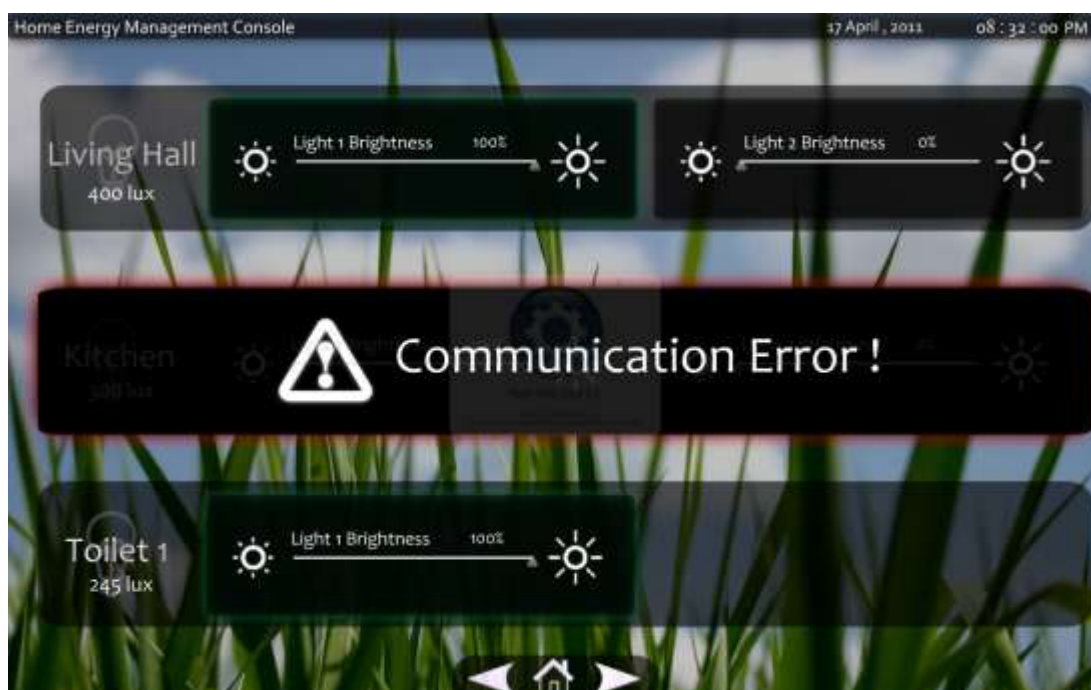 Home Energy Management Console 17 April , 2011 08 : 32 : 00 PM
Living Hall
400 lux
Light 1 Brightness 100%
Light 2 Brightness 0%
Kitchen
Communication Error !
Toilet 1
245 lux
Light 1 Brightness 100%